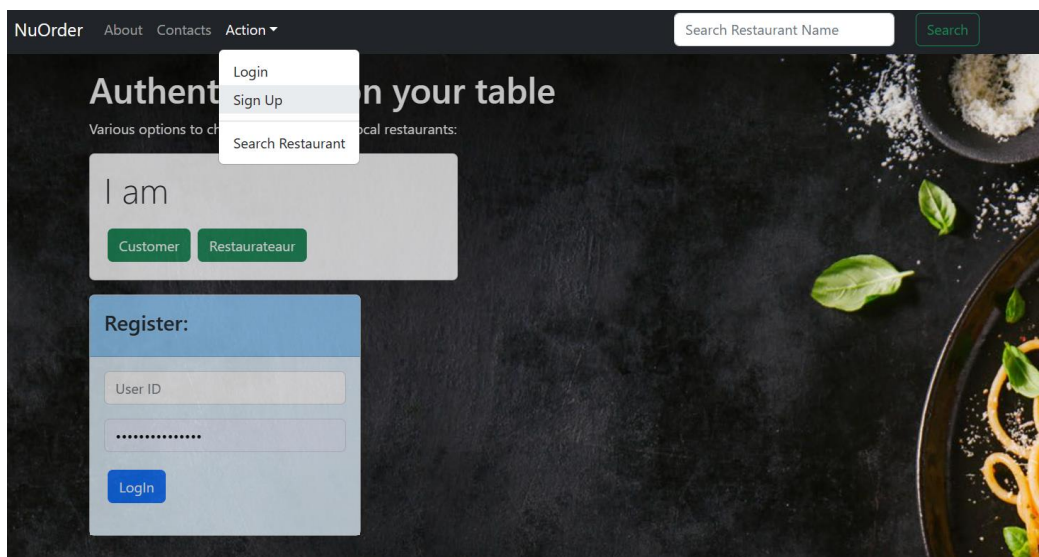 NuOrder About Contacts Action Search Restaurant Name Search
Login
Sign Up
Search Restaurant
Authent n your table
Various options to ch ocal restaurants:
I am
Customer Restaurateaur
Register:
User ID
•••••••••••••••
LogIn